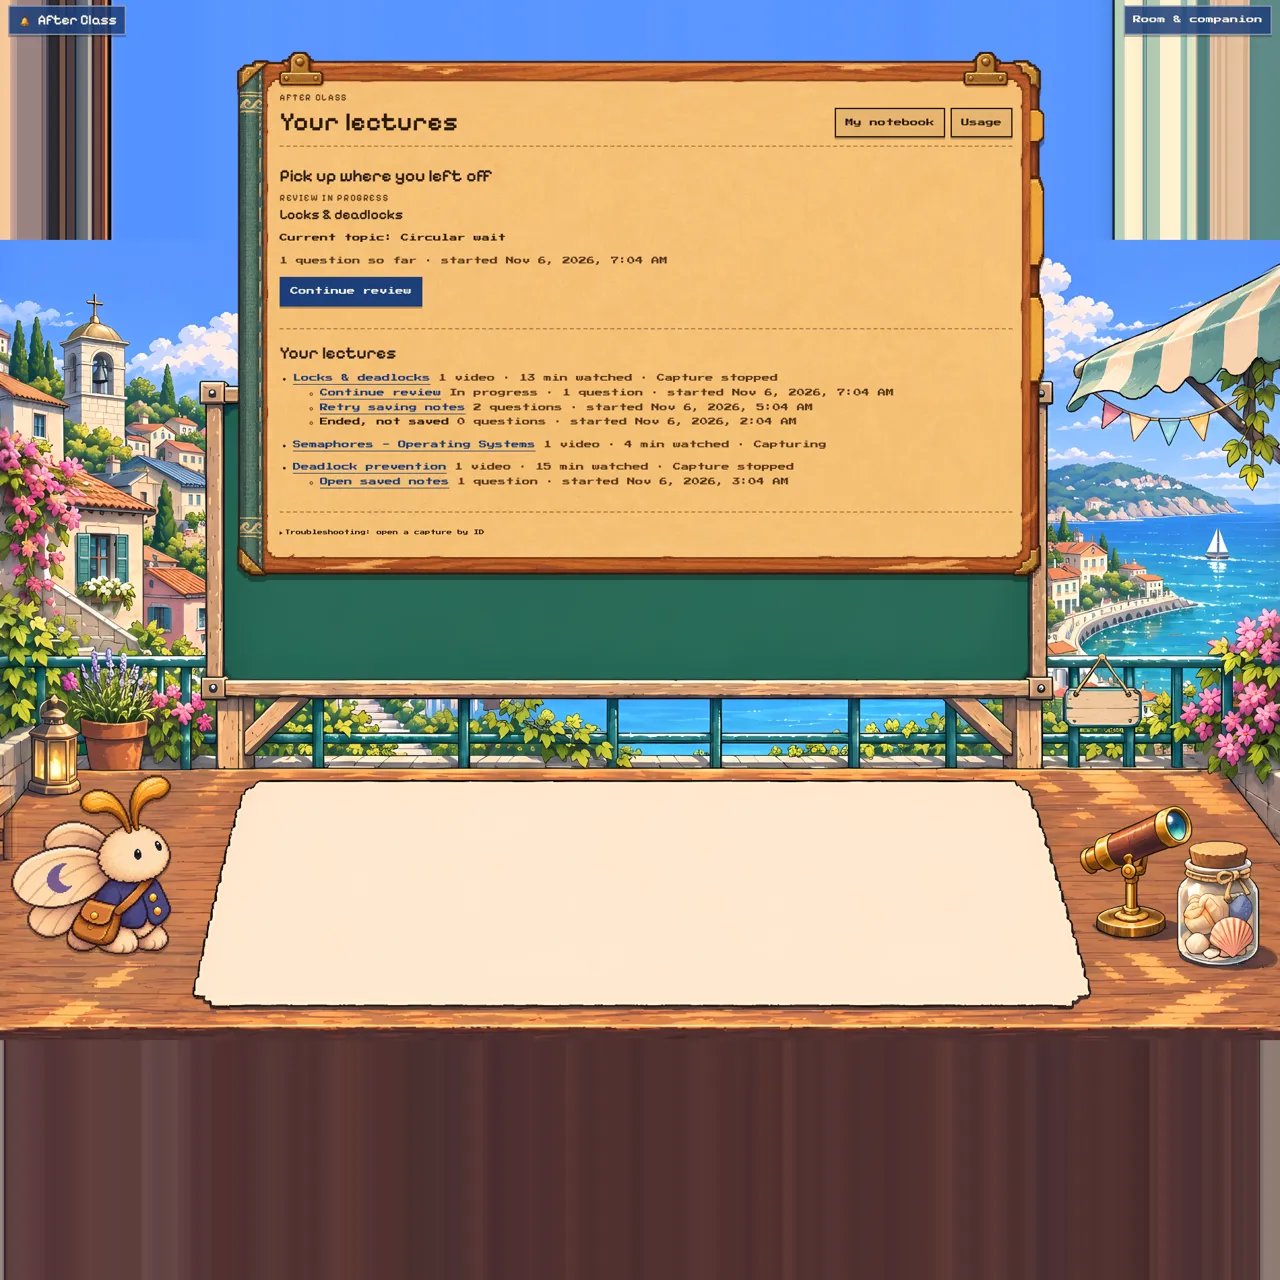 After Class
Room & companion
AFTER CLASS
Your lectures
My notebook
Usage
Pick up where you left off
REVIEW IN PROGRESS
Locks & deadlocks
Current topic: Circular wait
1 question so far · started Nov 6, 2026, 7:04 AM
Continue review
Your lectures
Locks & deadlocks 1 video · 13 min watched · Capture stopped
Continue review In progress · 1 question · started Nov 6, 2026, 7:04 AM
Retry saving notes 2 questions · started Nov 6, 2026, 5:04 AM
Ended, not saved 0 questions · started Nov 6, 2026, 2:04 AM
Semaphores – Operating Systems 1 video · 4 min watched · Capturing
Deadlock prevention 1 video · 15 min watched · Capture stopped
Open saved notes 1 question · started Nov 6, 2026, 3:04 AM
Troubleshooting: open a capture by ID